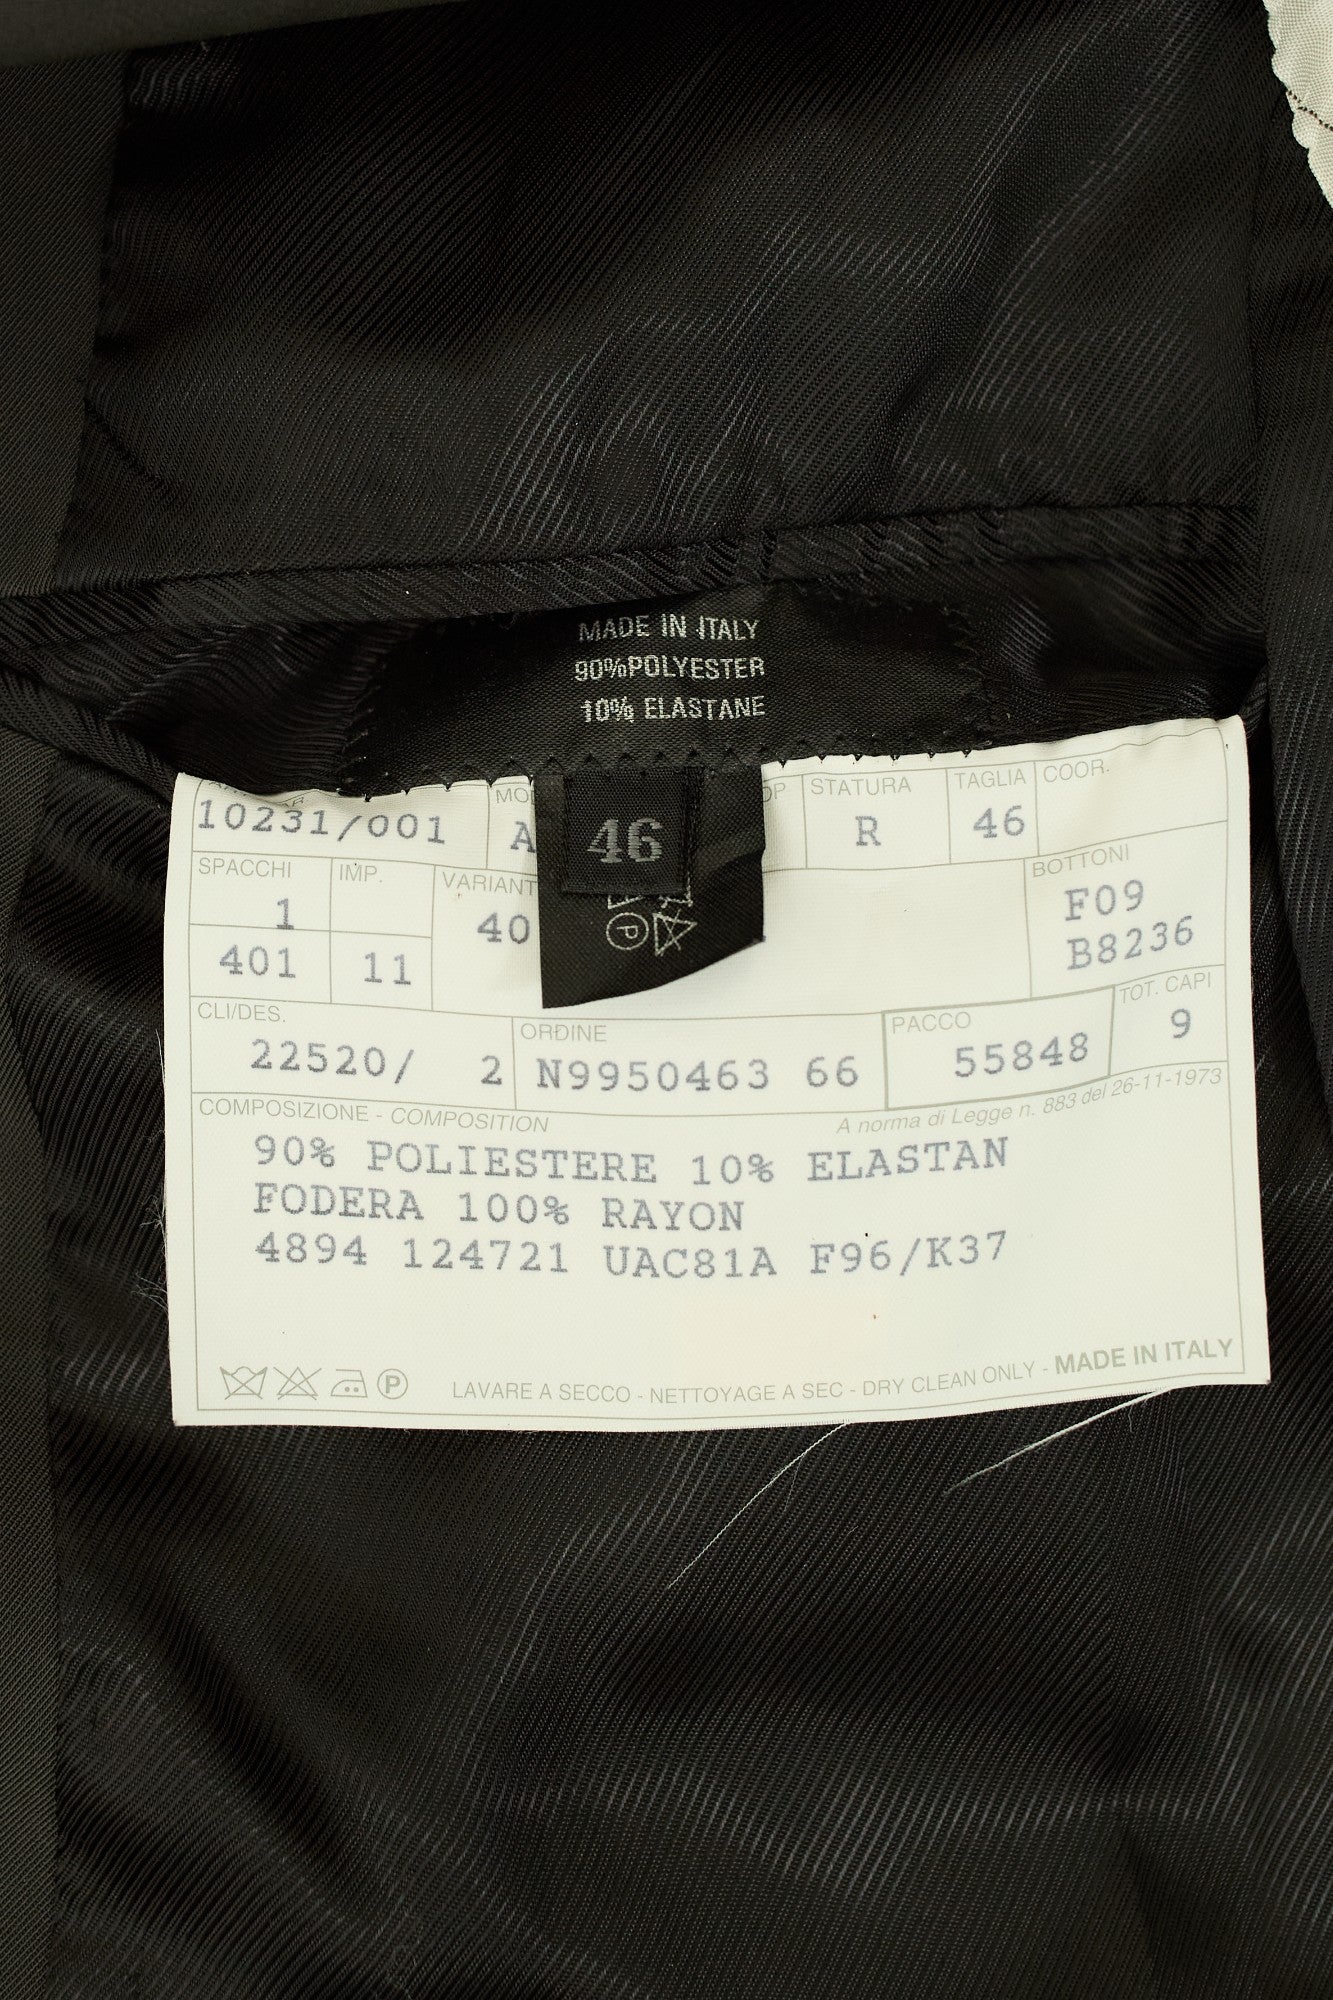 MADE IN ITALY
90%POLYESTER
10% ELASTANE
46
P
STATURA TAGLIA COOR.
10231/001 R 46
SPACCHI IMP. BOTTONI
1 40 F09
401 11 B8236
CLI/DES. ORDINE PACCO TOT. CAPI
22520/ 2 N9950463 66 55848 9
COMPOSIZIONE - COMPOSITION A norma di Legge n. 883 del 26-11-1973
90% POLIESTERE 10% ELASTAN
FODERA 100% RAYON
4894 124721 UAC81A F96/K37
P LAVARE A SECCO - NETTOYAGE A SEC - DRY CLEAN ONLY - MADE IN ITALY